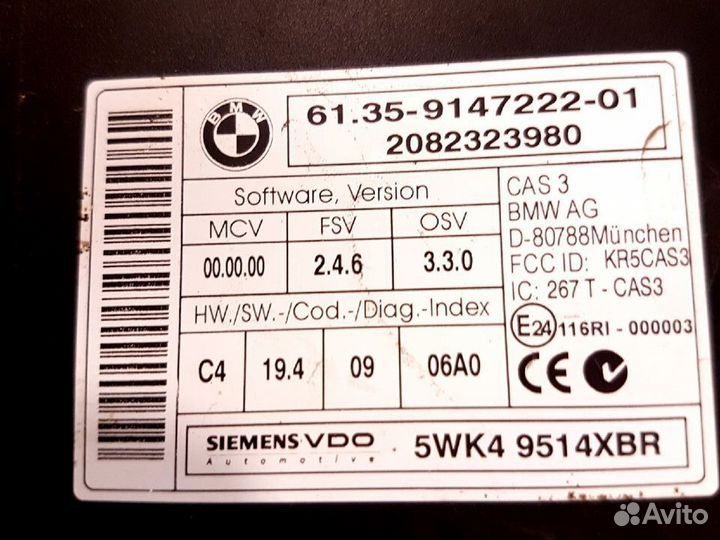 BMW
61.35-9147222-01
2082323980
Software, Version
MCV FSV OSV
00.00.00 2.4.6 3.3.0
HW./SW.-/Cod.-/Diag.-Index
C4 19.4 09 06A0
CAS 3
BMW AG
D-80788München
FCC ID: KR5CAS3
IC: 267 T - CAS3
E24 116RI - 000003
CE N
SIEMENS VDO
Automotive
5WK4 9514XBR
Avito